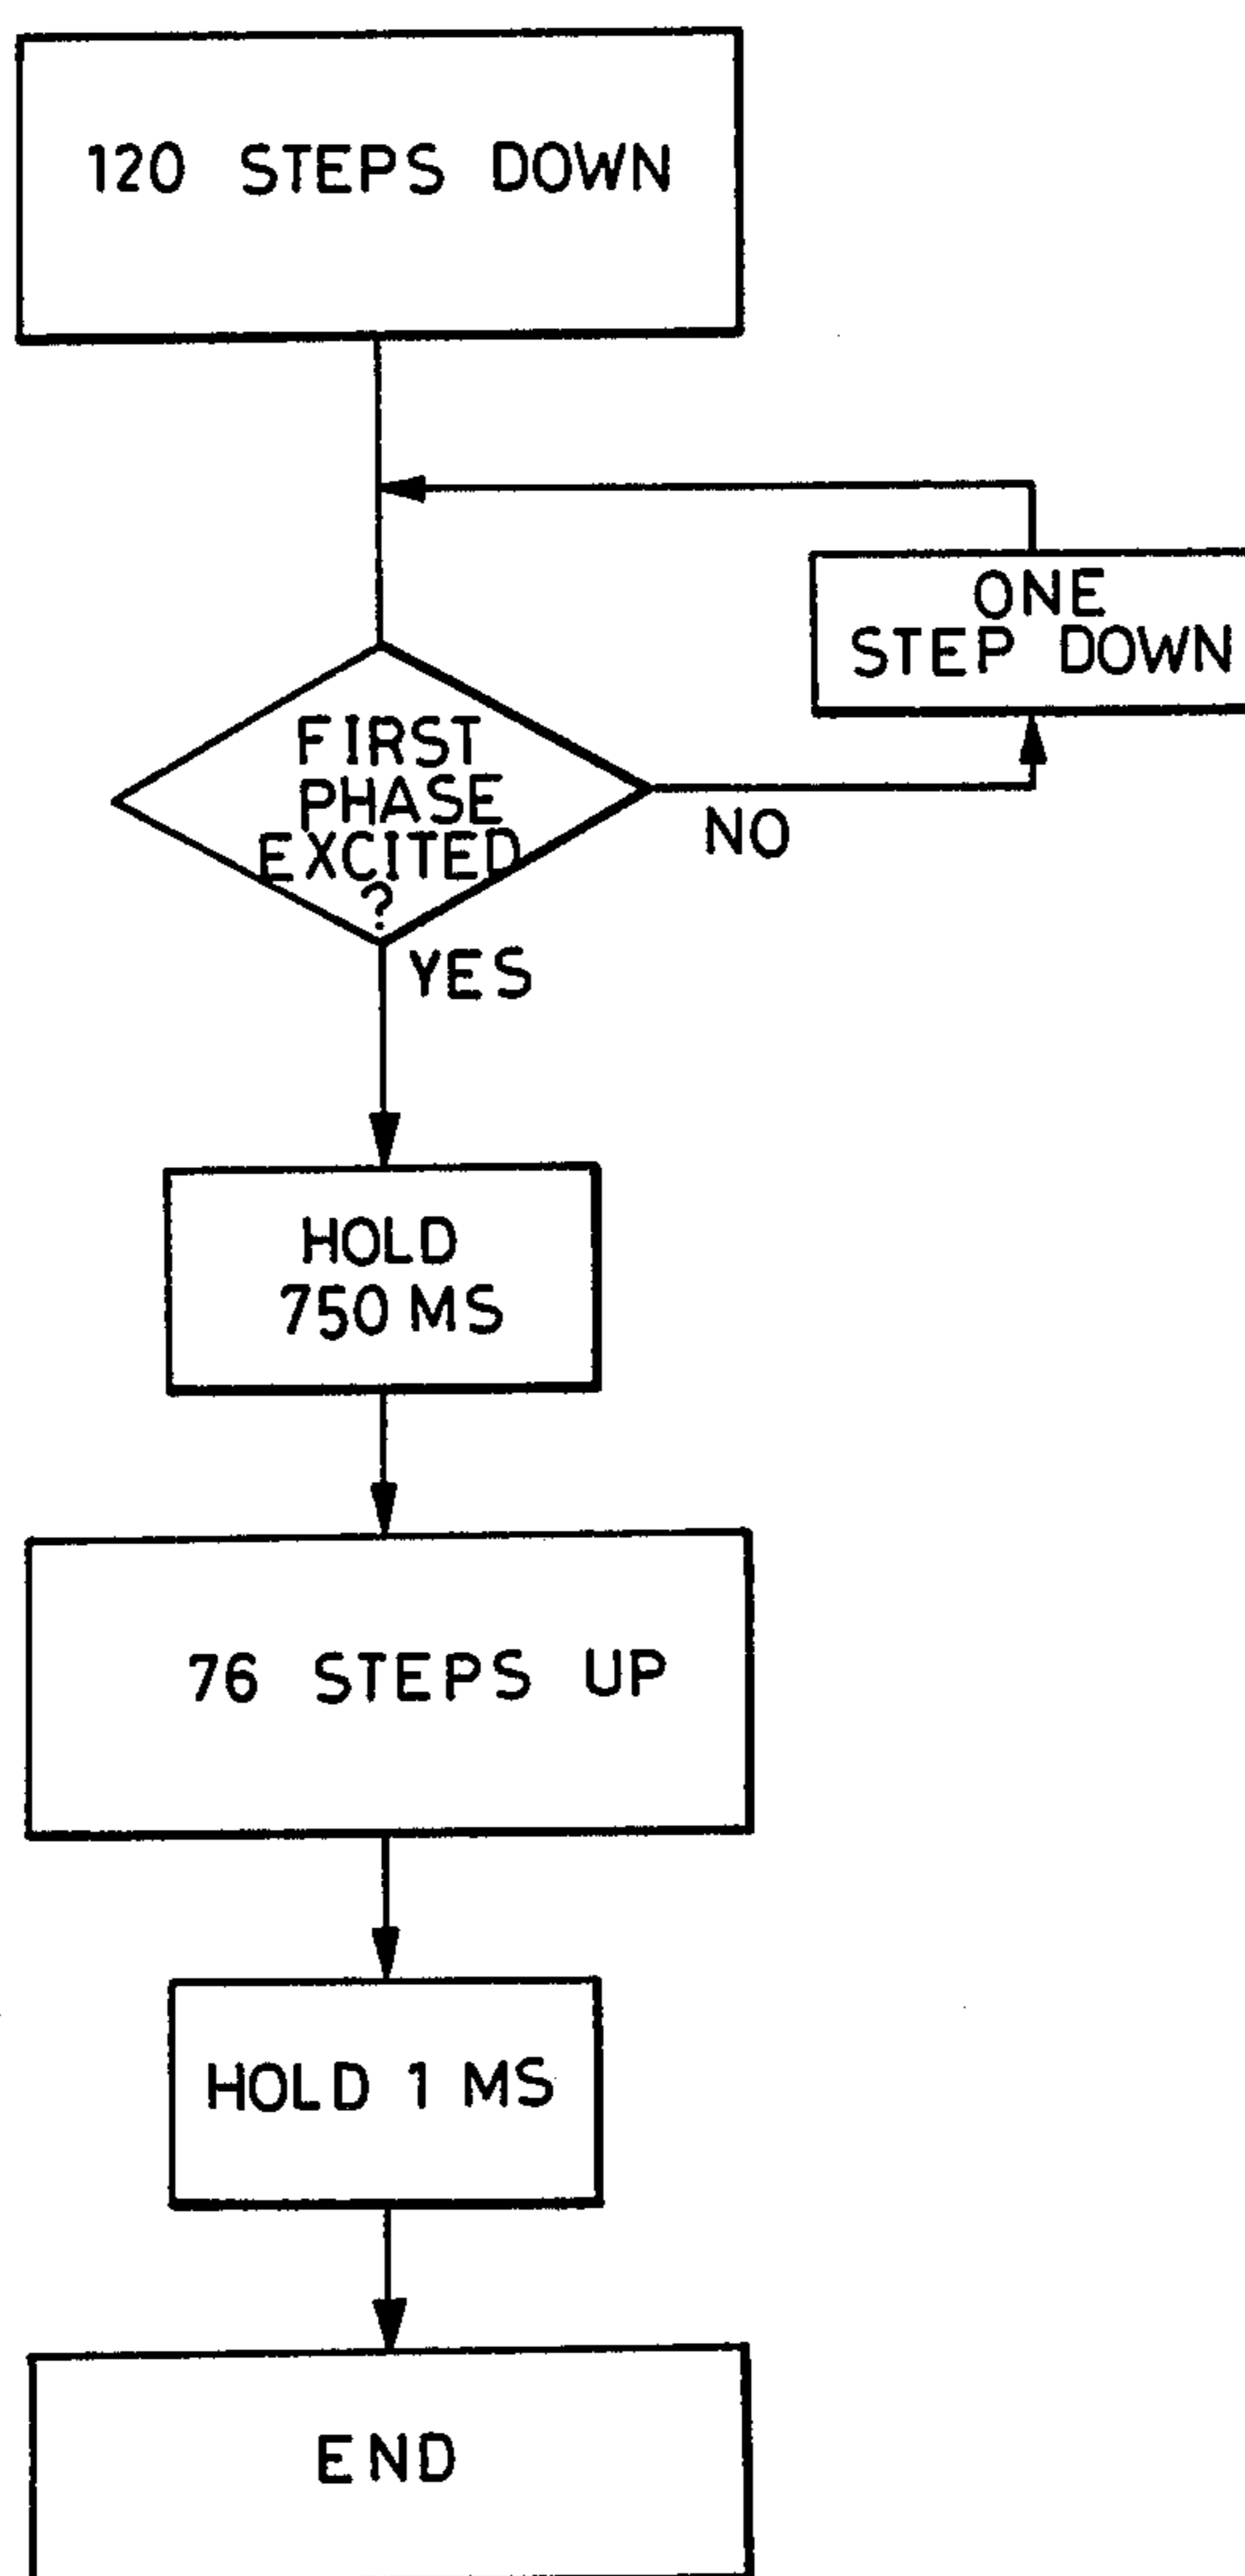 120 STEPS DOWN
ONE
STEP DOWN
FIRST
PHASE
EXCITED
?
NO
YES
HOLD
750 MS
76 STEPS UP
HOLD 1 MS
END